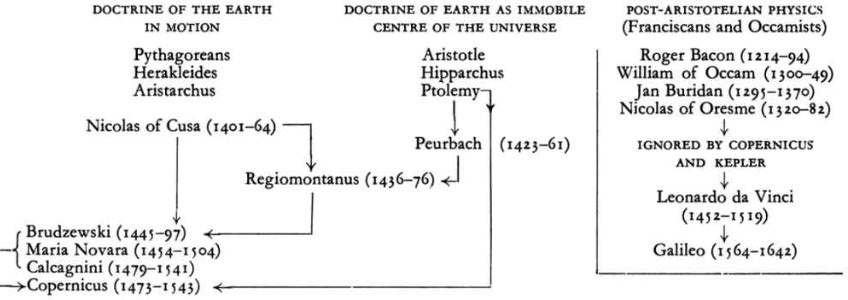 DOCTRINE OF THE EARTH
IN MOTION
Pythagoreans
Herakleides
Aristarchus
DOCTRINE OF EARTH AS IMMOBILE
CENTRE OF THE UNIVERSE
Aristotle
Hipparchus
Ptolemy
Nicolas of Cusa (1401–64)
Peurbach (1423–61)
Regiomontanus (1436–76)
Brudzewski (1445–97)
Maria Novara (1454–1504)
Calcagnini (1479–1541)
Copernicus (1473–1543)
POST-ARISTOTELIAN PHYSICS
(Franciscans and Occamists)
Roger Bacon (1214–94)
William of Occam (1300–49)
Jan Buridan (1295–1370)
Nicolas of Oresme (1320–82)
IGNORED BY COPERNICUS
AND KEPLER
Leonardo da Vinci
(1452–1519)
Galileo (1564–1642)